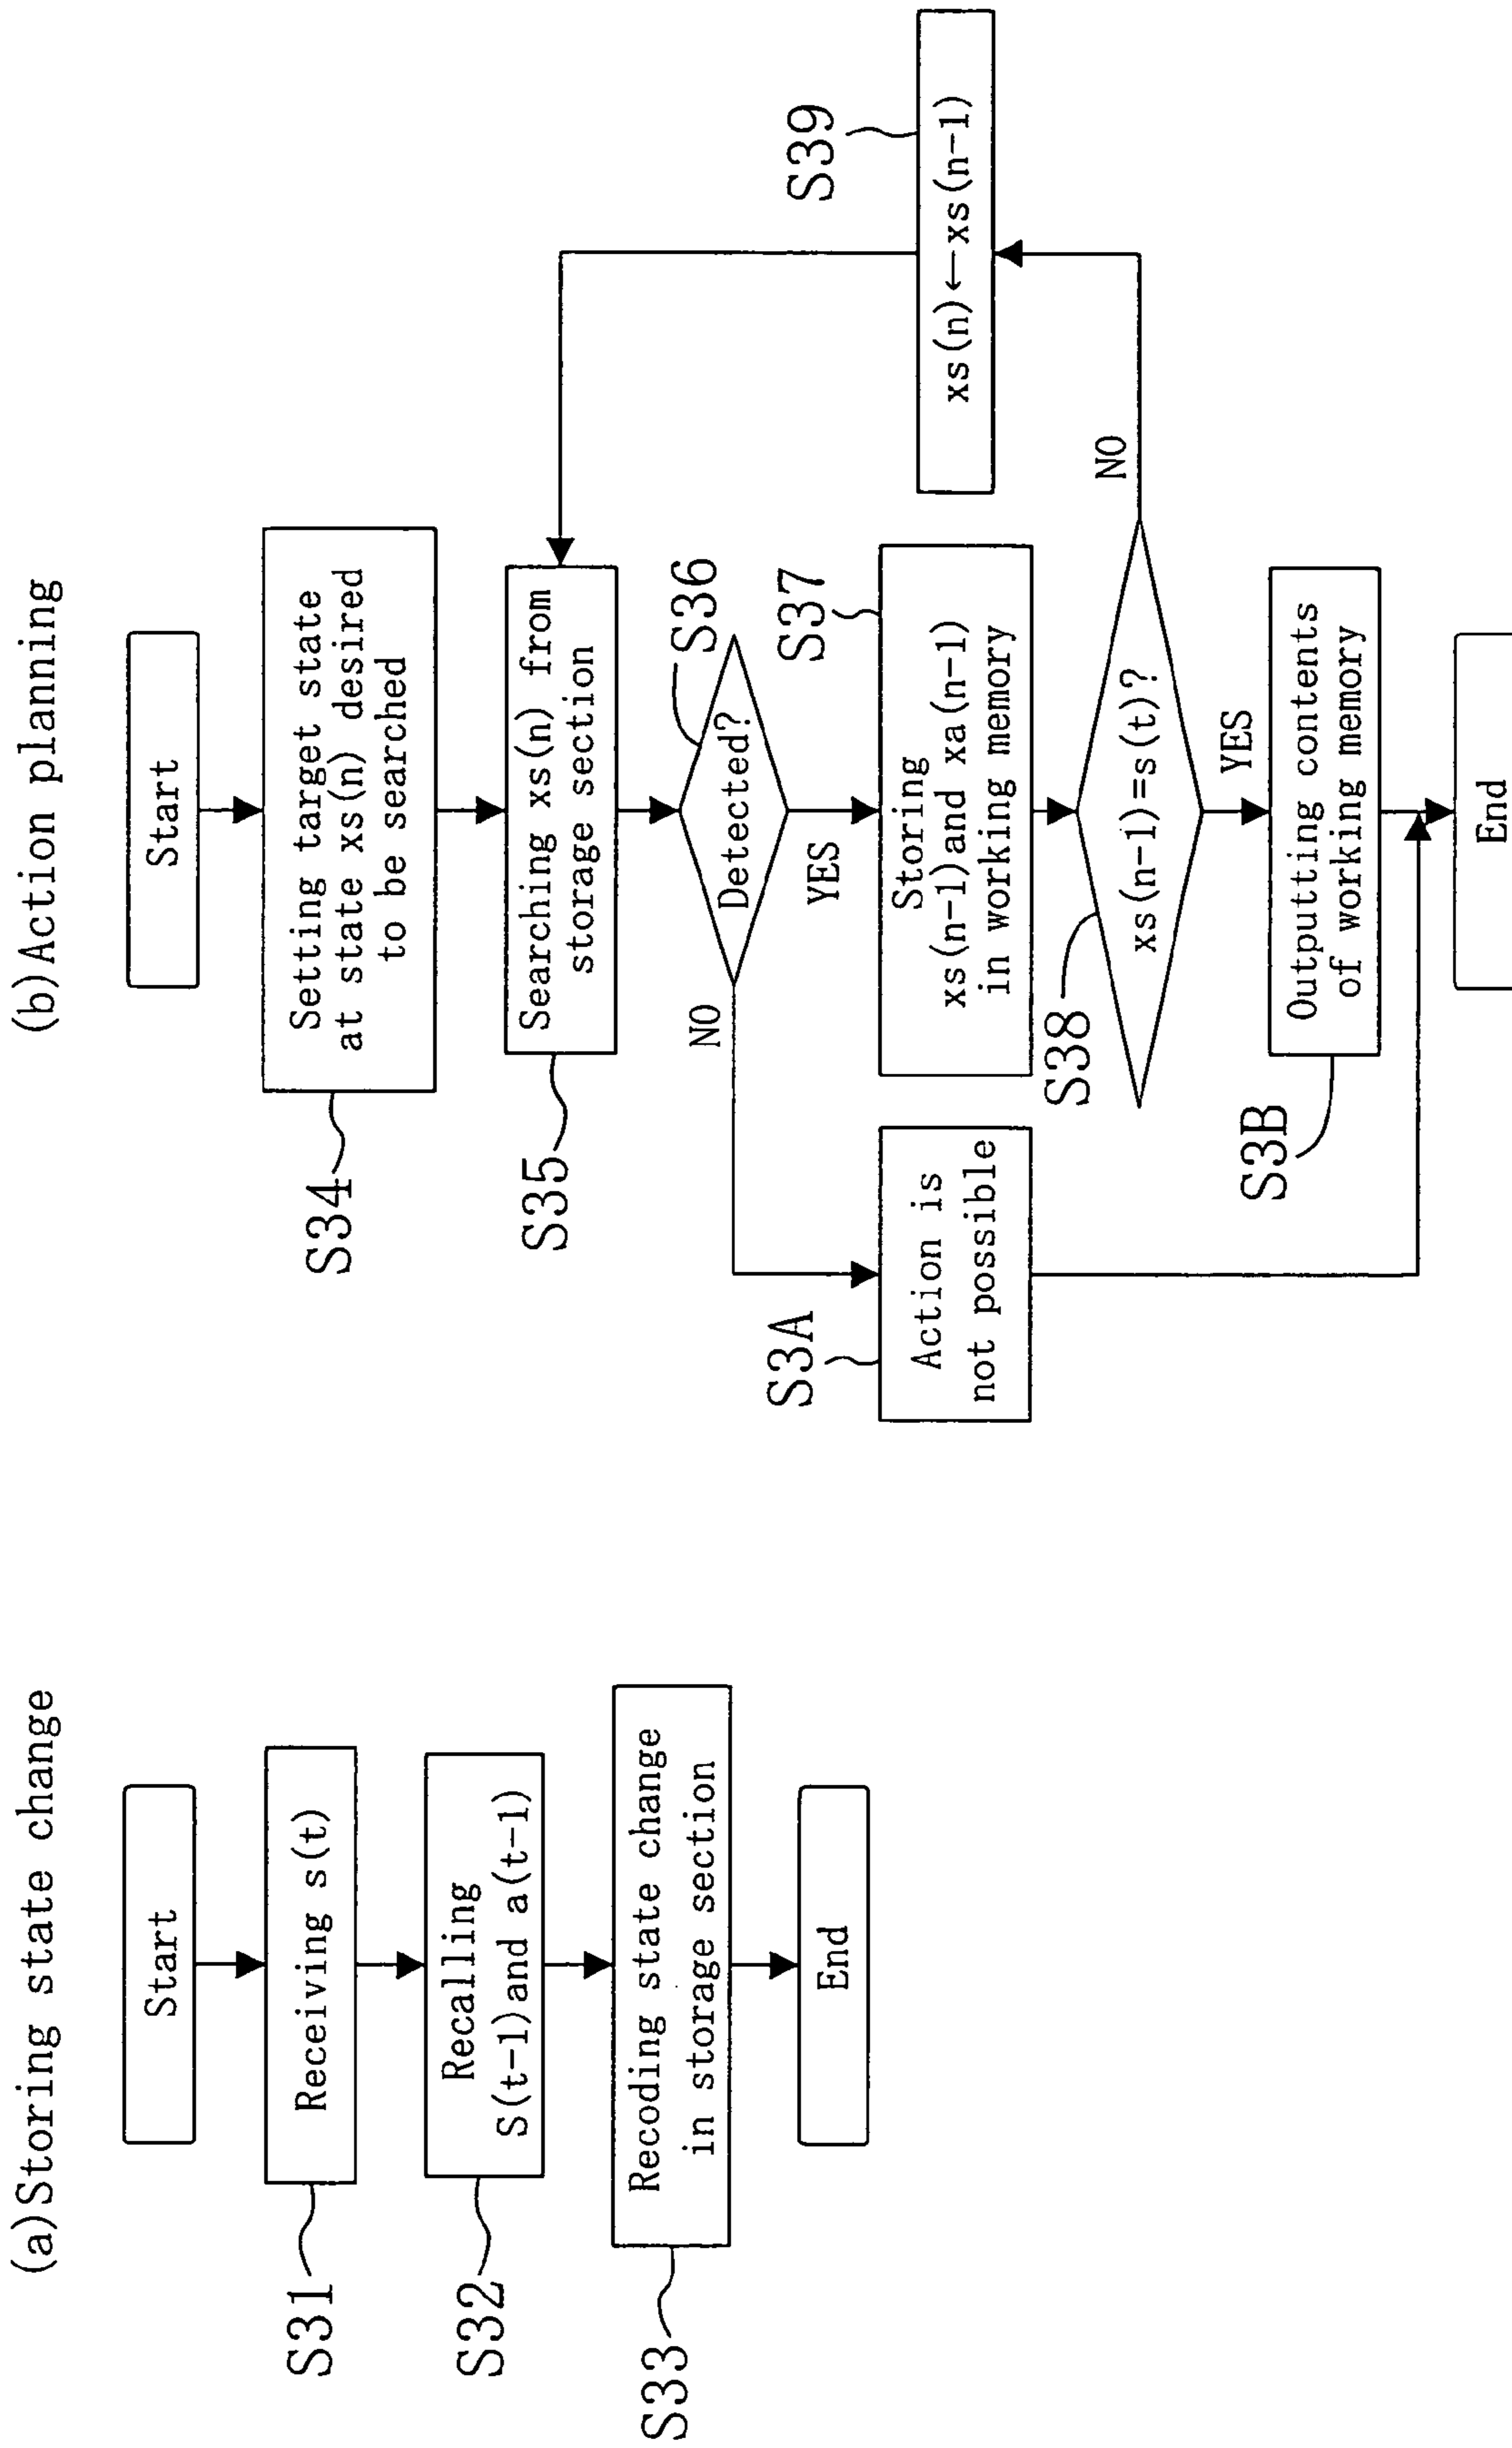 (a)Storing state change
Start
S31
Receiving s(t)
S32
Recalling
S(t-1)and a(t-1)
S33
Recoding state change
in storage section
End
(b)Action planning
Start
S34
Setting target state
at state xs(n) desired
to be searched
S35
Searching xs(n) from
storage section
S36
Detected?
NO
YES
S3A
Action is
not possible
S37
Storing
xs(n-1)and xa(n-1)
in working memory
S38
xs(n-1)=s(t)?
NO
YES
S39
xs(n)←xs(n-1)
S3B
Outputting contents
of working memory
End